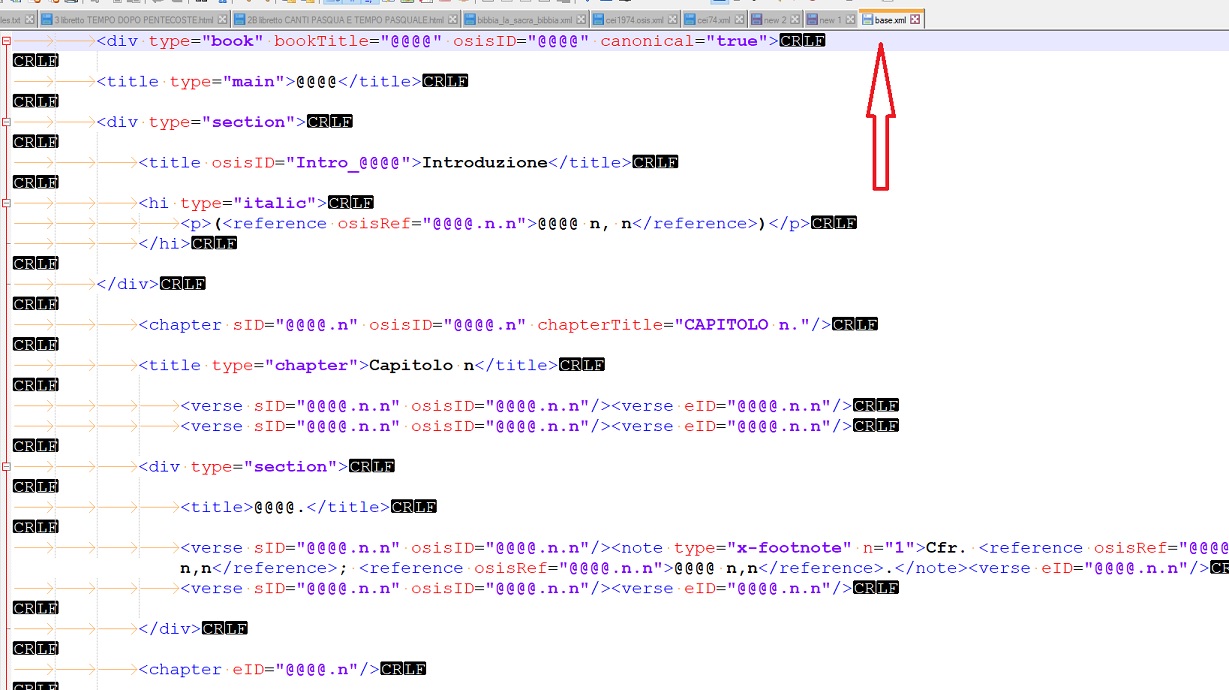 les.txt 3 libretto TEMPO DOPO PENTECOSTE.html 2B libretto CANTI PASQUA E TEMPO PASQUALE.html bibbia_la_sacra_bibbia.xml cei1974.osis.xml cei74.xml new 2 new 1 base.xml
<div type="book" bookTitle="@@@@" osisID="@@@@" canonical="true">CRLF
CRLF
<title type="main">@@@@</title>CRLF
CRLF
<div type="section">CRLF
CRLF
<title osisID="Intro_@@@@">Introduzione</title>CRLF
CRLF
<hi type="italic">CRLF
<p>(<reference osisRef="@@@@.n.n">@@@@ n, n</reference>)</p>CRLF
</hi>CRLF
CRLF
</div>CRLF
CRLF
<chapter sID="@@@@.n" osisID="@@@@.n" chapterTitle="CAPITOLO n."/>CRLF
CRLF
<title type="chapter">Capitolo n</title>CRLF
CRLF
<verse sID="@@@@.n.n" osisID="@@@@.n.n"/><verse eID="@@@@.n.n"/>CRLF
<verse sID="@@@@.n.n" osisID="@@@@.n.n"/><verse eID="@@@@.n.n"/>CRLF
CRLF
<div type="section">CRLF
CRLF
<title>@@@@.</title>CRLF
CRLF
<verse sID="@@@@.n.n" osisID="@@@@.n.n"/><note type="x-footnote" n="1">Cfr. <reference osisRef="@@@@
n,n</reference>; <reference osisRef="@@@@.n.n">@@@@ n,n</reference>.</note><verse eID="@@@@.n.n"/>CR
<verse sID="@@@@.n.n" osisID="@@@@.n.n"/><verse eID="@@@@.n.n"/>CRLF
CRLF
</div>CRLF
CRLF
<chapter eID="@@@@.n"/>CRLF
CRLF